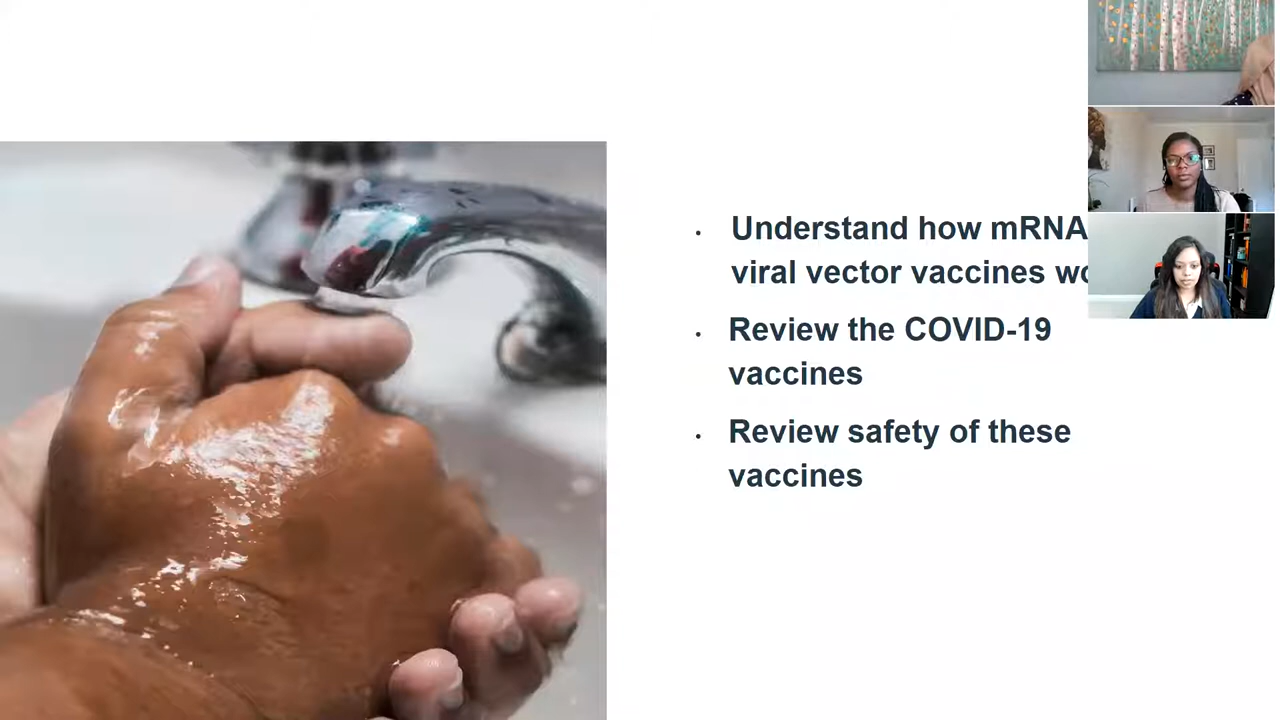 Understand how mRNA
viral vector vaccines
Review the COVID-19
vaccines
Review safety of these
vaccines